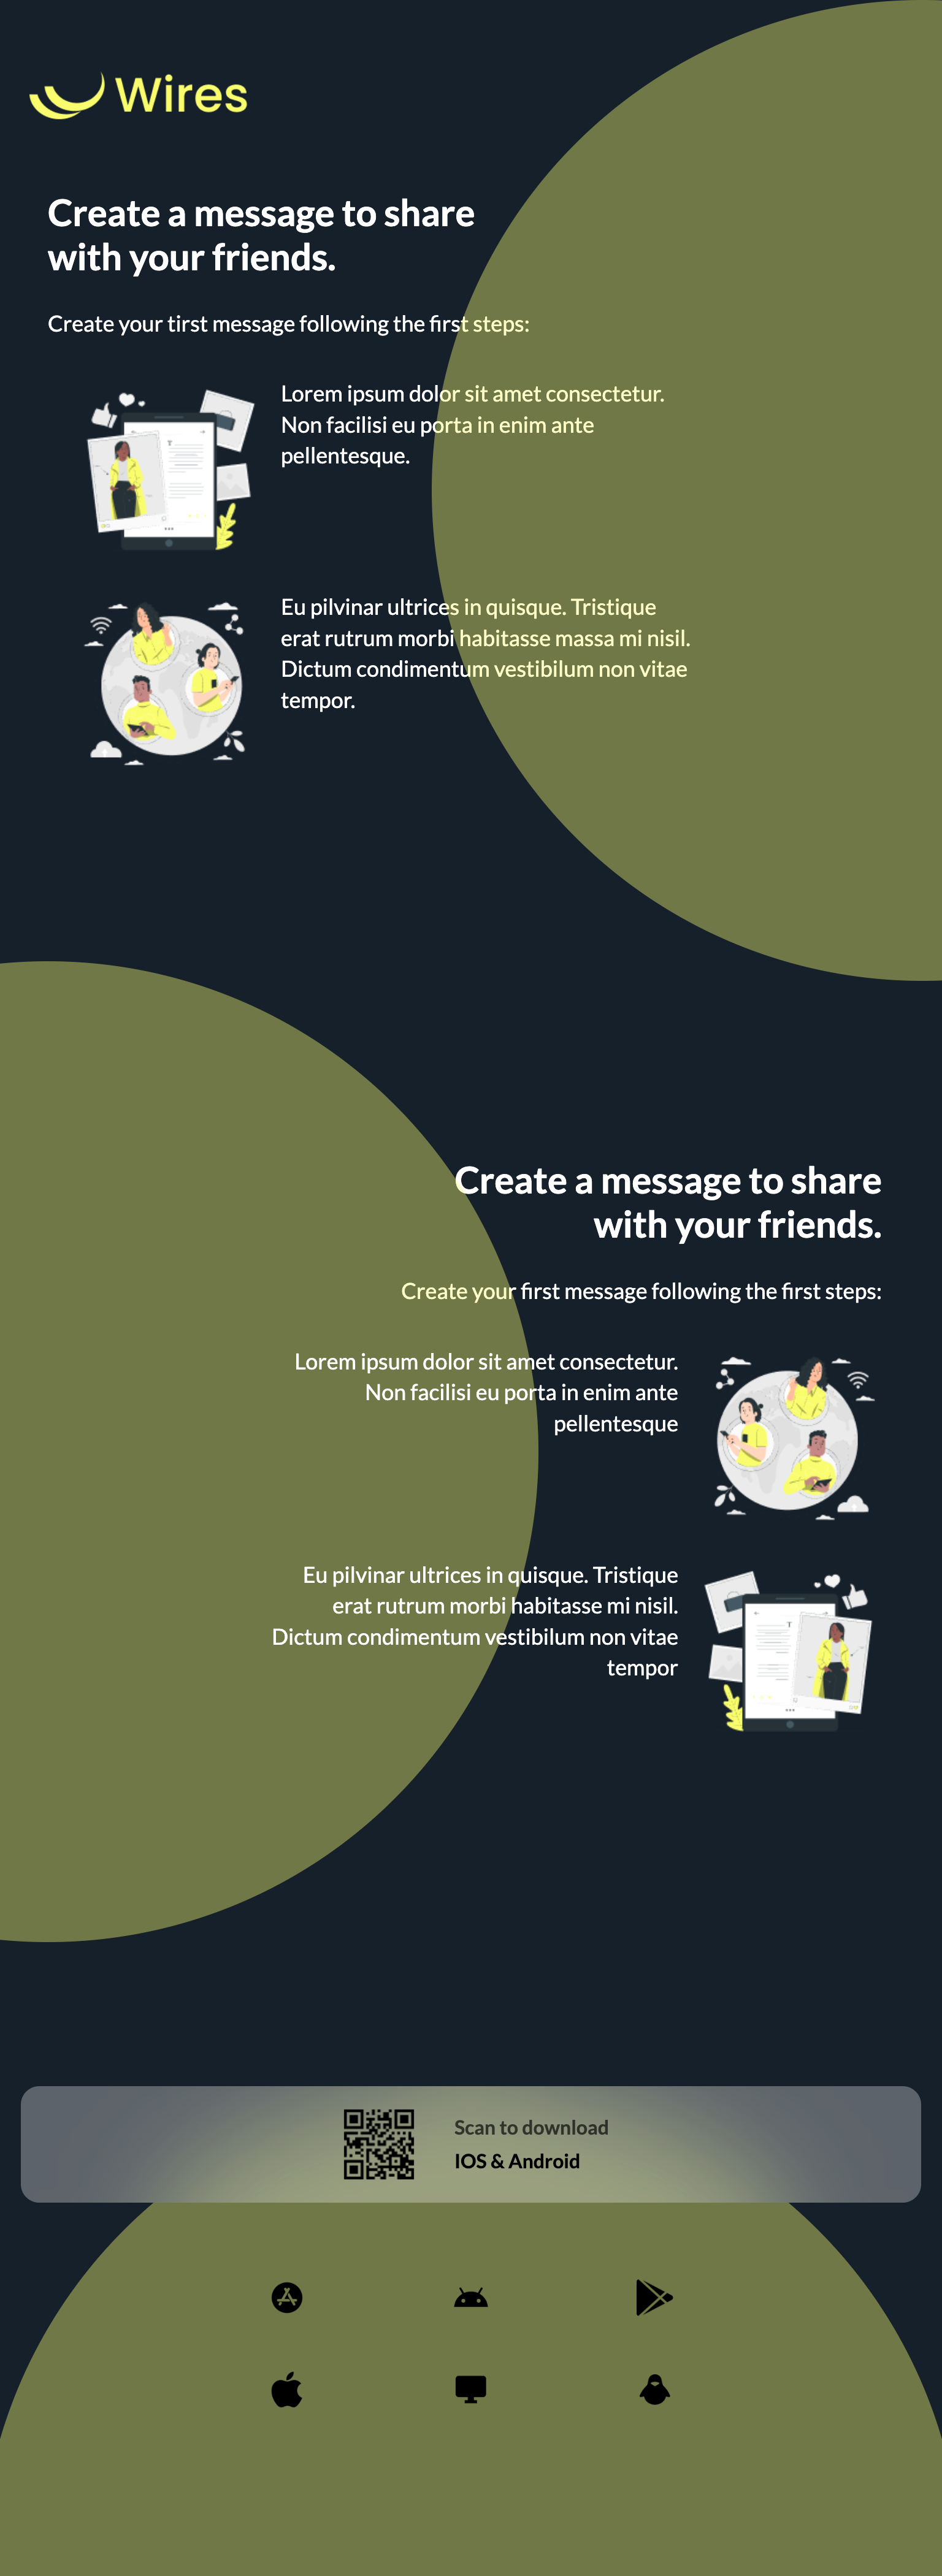 Wires
Create a message to share
with your friends.
Create your tirst message following the first steps:
Lorem ipsum dolor sit amet consectetur.
Non facilisi eu porta in enim ante
pellentesque.
Eu pilvinar ultrices in quisque. Tristique
erat rutrum morbi habitasse massa mi nisil.
Dictum condimentum vestibilum non vitae
tempor.
Create a message to share
with your friends.
Create your first message following the first steps:
Lorem ipsum dolor sit amet consectetur.
Non facilisi eu porta in enim ante
pellentesque
Eu pilvinar ultrices in quisque. Tristique
erat rutrum morbi habitasse mi nisil.
Dictum condimentum vestibilum non vitae
tempor
Scan to download
IOS & Android